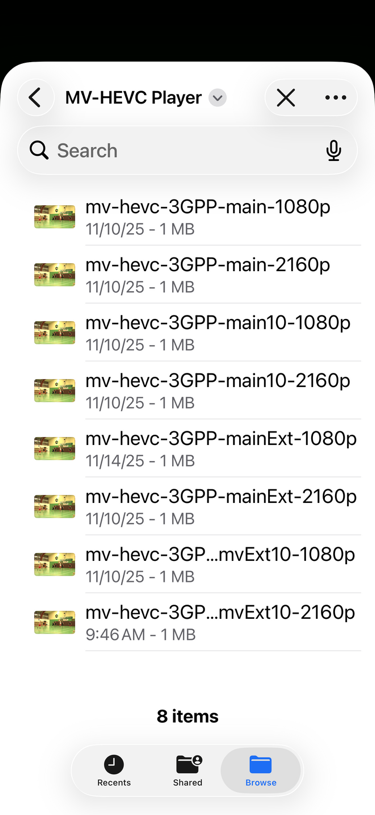 MV-HEVC Player
Search
mv-hevc-3GPP-main-1080p
11/10/25 - 1 MB
mv-hevc-3GPP-main-2160p
11/10/25 - 1 MB
mv-hevc-3GPP-main10-1080p
11/10/25 - 1 MB
mv-hevc-3GPP-main10-2160p
11/10/25 - 1 MB
mv-hevc-3GPP-mainExt-1080p
11/14/25 - 1 MB
mv-hevc-3GPP-mainExt-2160p
11/10/25 - 1 MB
mv-hevc-3GP...mvExt10-1080p
11/10/25 - 1 MB
mv-hevc-3GP...mvExt10-2160p
9:46 AM - 1 MB
8 items
Recents
Shared
Browse